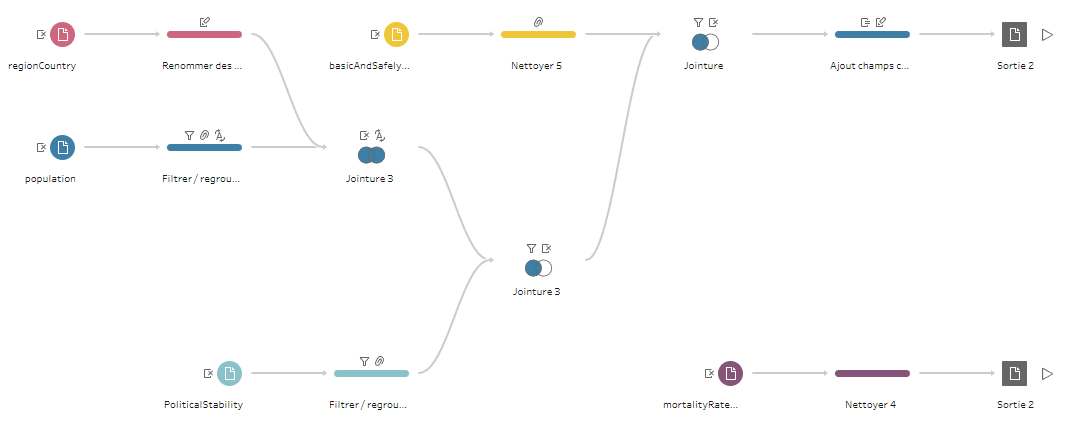 regionCountry
Renommer des ...
basicAndSafely...
Nettoyer 5
Jointure
Ajout champs c...
Sortie 2
population
Filtrer / regrou...
Jointure 3
Jointure 3
PoliticalStability
Filtrer / regrou...
mortalityRate...
Nettoyer 4
Sortie 2